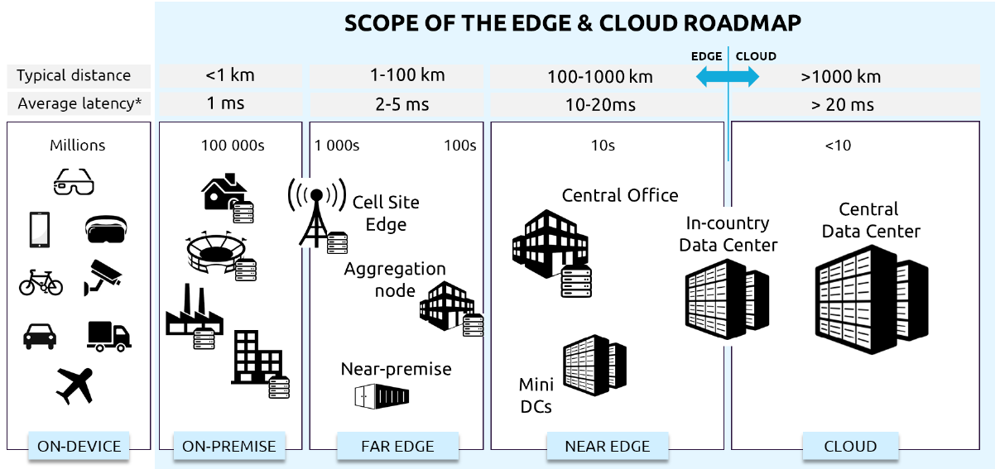 SCOPE OF THE EDGE & CLOUD ROADMAP
EDGE CLOUD
Typical distance <1 km 1-100 km 100-1000 km >1000 km
Average latency* 1 ms 2-5 ms 10-20ms > 20 ms
Millions 100 000s 1 000s 100s 10s <10
Cell Site
Edge
Aggregation
node
Near-premise
Central Office
Mini
DCs
In-country
Data Center
Central
Data Center
ON-DEVICE ON-PREMISE FAR EDGE NEAR EDGE CLOUD